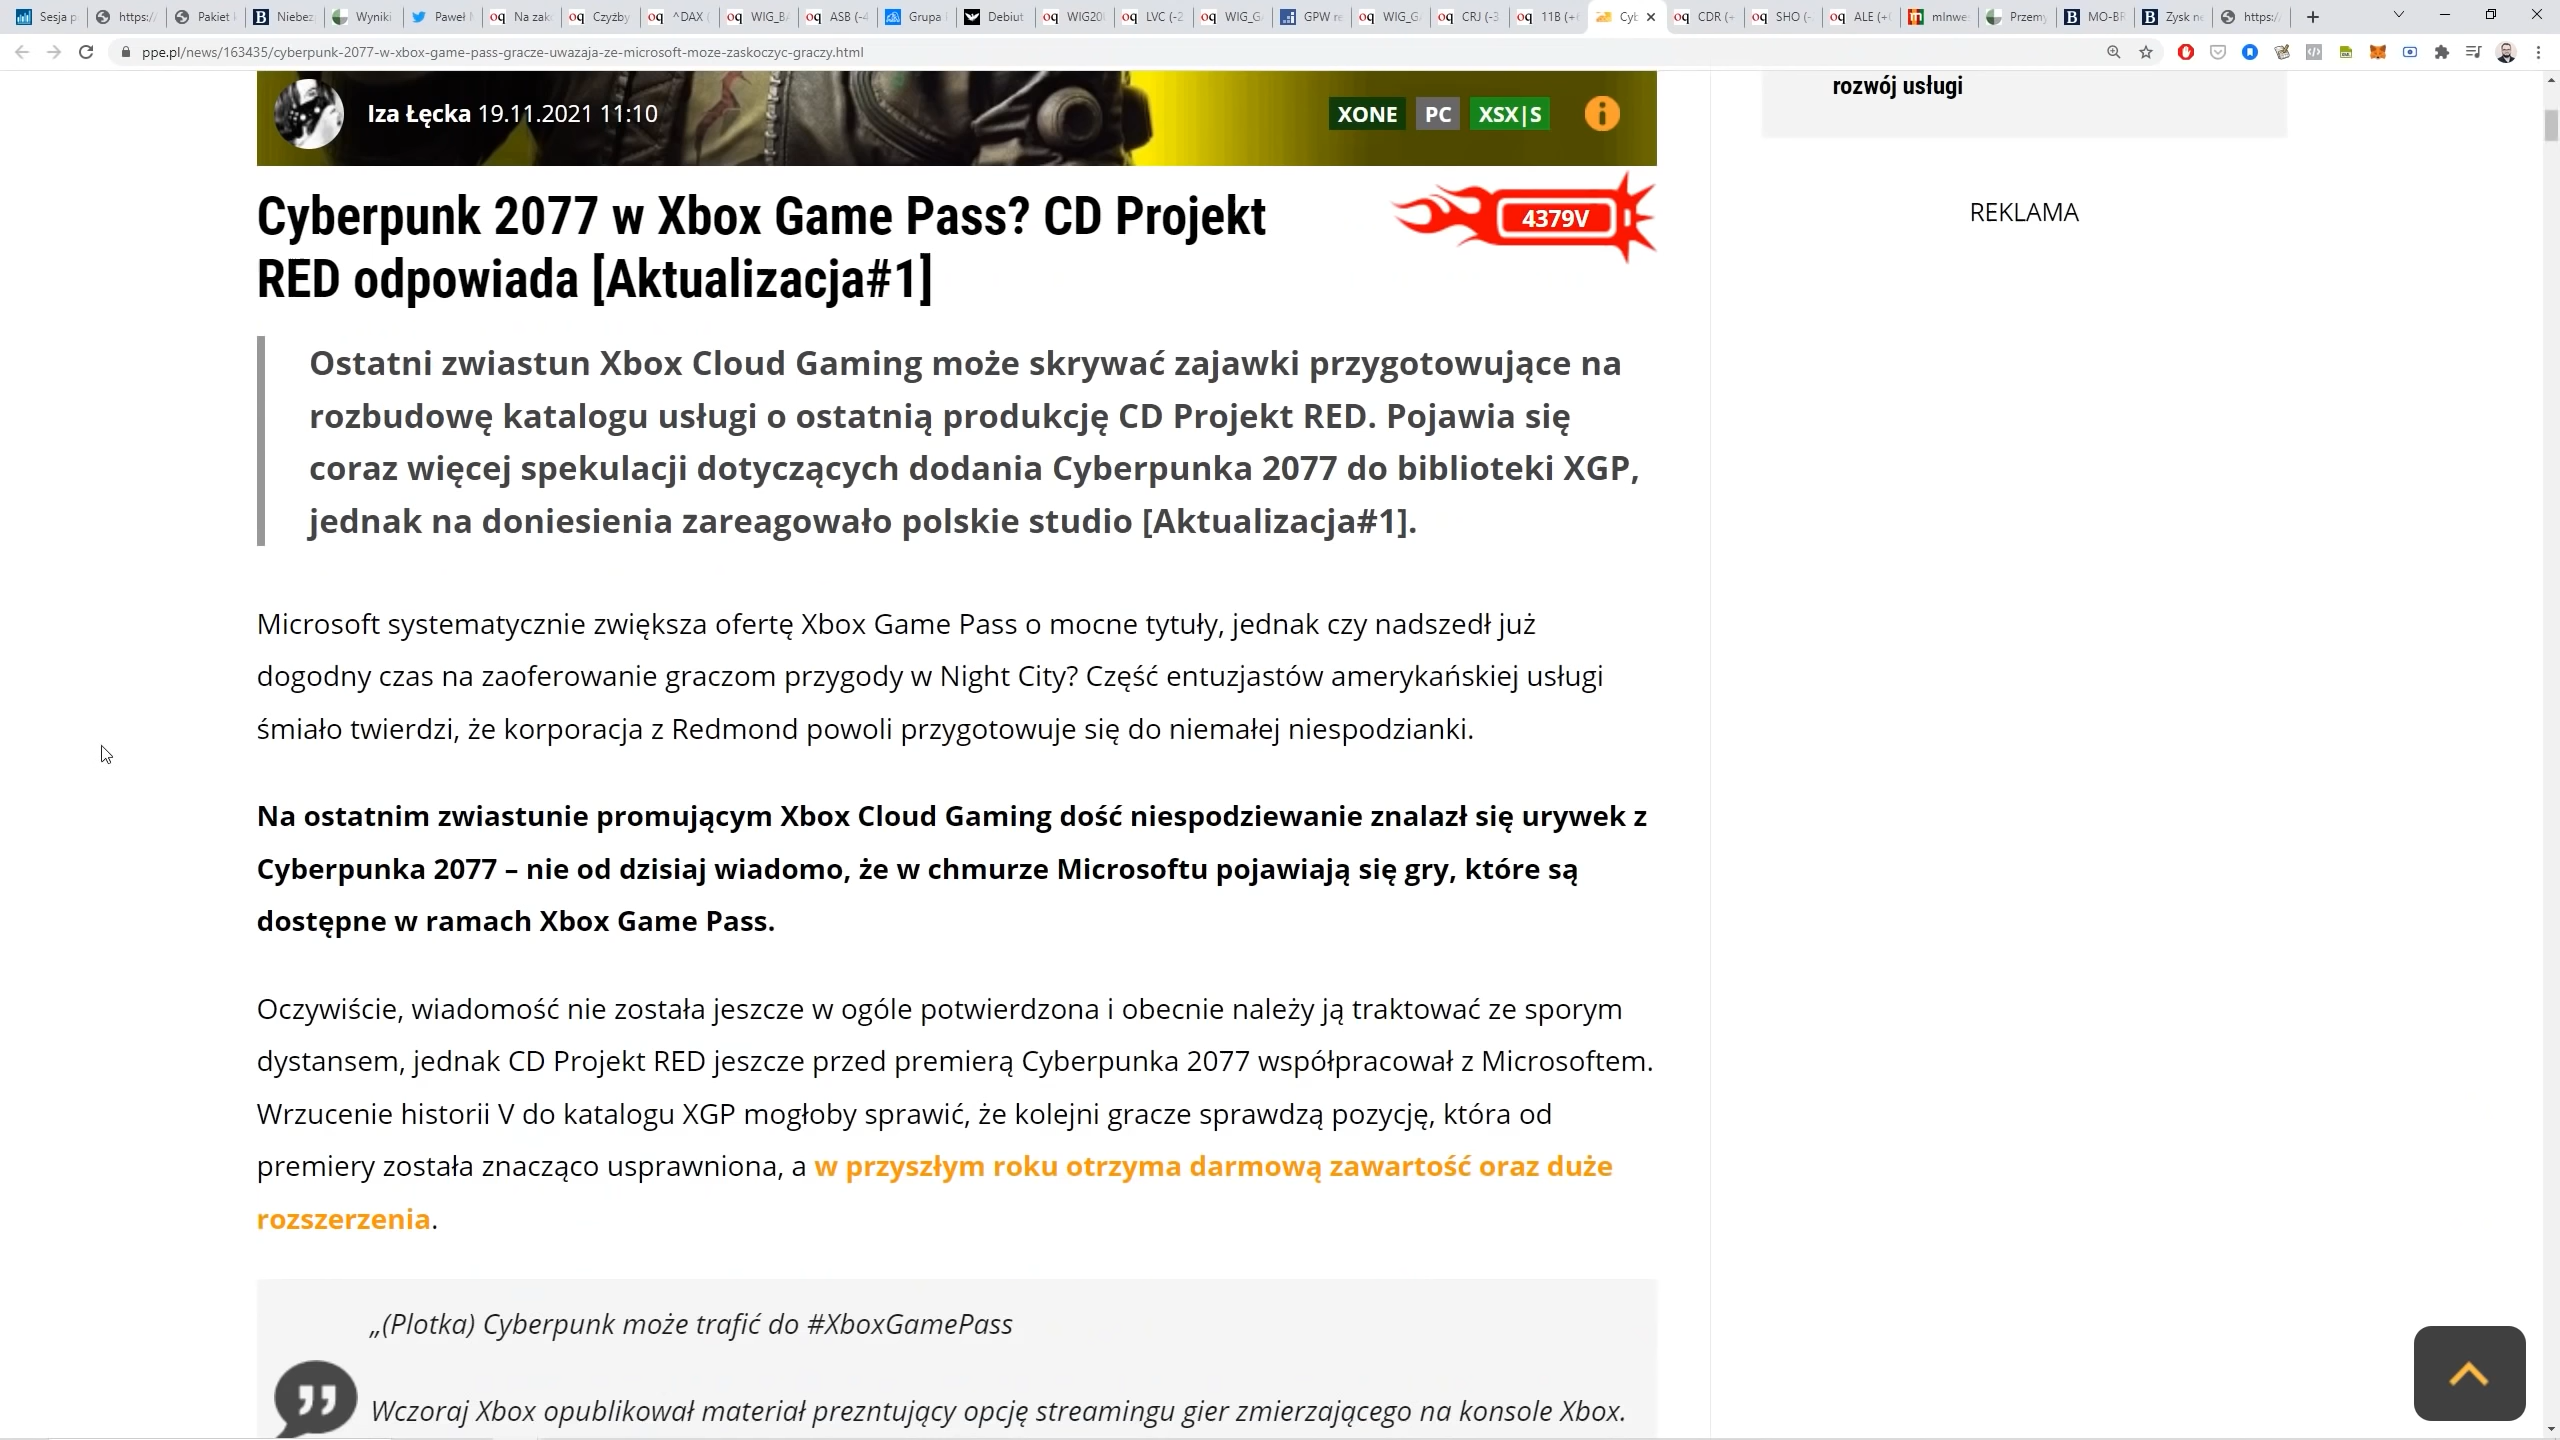 Sesja p
https:/
Pakiet
Niebez
Wyniki
Paweł
Na zak
Czyżby
^DAX (
WIG_BA
ASB (-4
Grupa
Debiut
WIG20
LVC (-2
WIG_G
GPW re
WIG_G
CRJ (-3
11B (+
Cyb
CDR (+
SHO (-
ALE (+
mInwe
Przemy
MO-BR
Zysk ne
https:/
ppe.pl/news/163435/cyberpunk-2077-w-xbox-game-pass-gracze-uwazaja-ze-microsoft-moze-zaskoczyc-graczy.html
Iza Łęcka 19.11.2021 11:10
XONE PC XSX|S
rozwój usługi
REKLAMA
Cyberpunk 2077 w Xbox Game Pass? CD Projekt
RED odpowiada [Aktualizacja#1]
4379V
Ostatni zwiastun Xbox Cloud Gaming może skrywać zajawki przygotowujące na
rozbudowę katalogu usługi o ostatnią produkcję CD Projekt RED. Pojawia się
coraz więcej spekulacji dotyczących dodania Cyberpunka 2077 do biblioteki XGP,
jednak na doniesienia zareagowało polskie studio [Aktualizacja#1].
Microsoft systematycznie zwiększa ofertę Xbox Game Pass o mocne tytuły, jednak czy nadszedł już
dogodny czas na zaoferowanie graczom przygody w Night City? Część entuzjastów amerykańskiej usługi
śmiało twierdzi, że korporacja z Redmond powoli przygotowuje się do niemałej niespodzianki.
Na ostatnim zwiastunie promującym Xbox Cloud Gaming dość niespodziewanie znalazł się urywek z
Cyberpunka 2077 – nie od dzisiaj wiadomo, że w chmurze Microsoftu pojawiają się gry, które są
dostępne w ramach Xbox Game Pass.
Oczywiście, wiadomość nie została jeszcze w ogóle potwierdzona i obecnie należy ją traktować ze sporym
dystansem, jednak CD Projekt RED jeszcze przed premierą Cyberpunka 2077 współpracował z Microsoftem.
Wrzucenie historii V do katalogu XGP mogłoby sprawić, że kolejni gracze sprawdzą pozycję, która od
premiery została znacząco usprawniona, a w przyszłym roku otrzyma darmową zawartość oraz duże
rozszerzenia.
„(Plotka) Cyberpunk może trafić do #XboxGamePass
Wczoraj Xbox opublikował materiał prezntujący opcję streamingu gier zmierzającego na konsole Xbox.